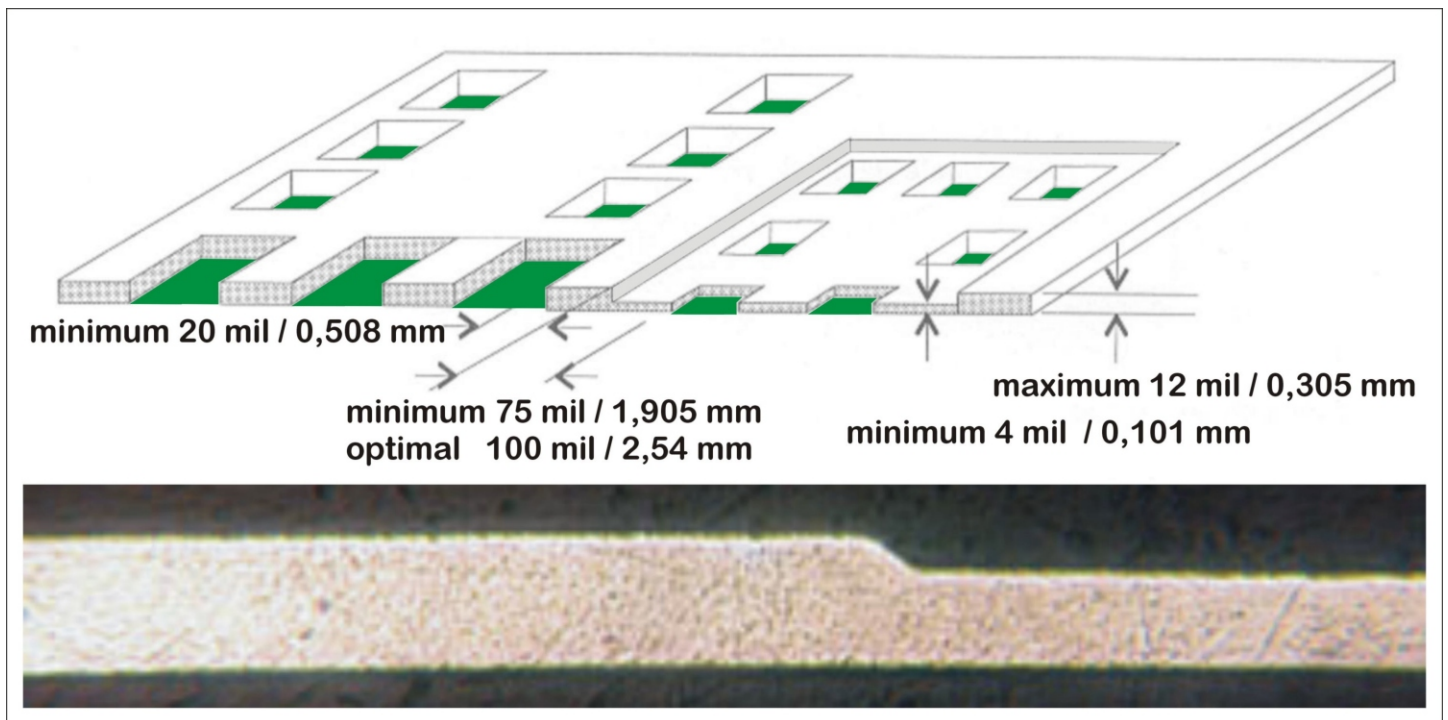 minimum 20 mil / 0,508 mm
minimum 75 mil / 1,905 mm
optimal 100 mil / 2,54 mm
maximum 12 mil / 0,305 mm
minimum 4 mil / 0,101 mm